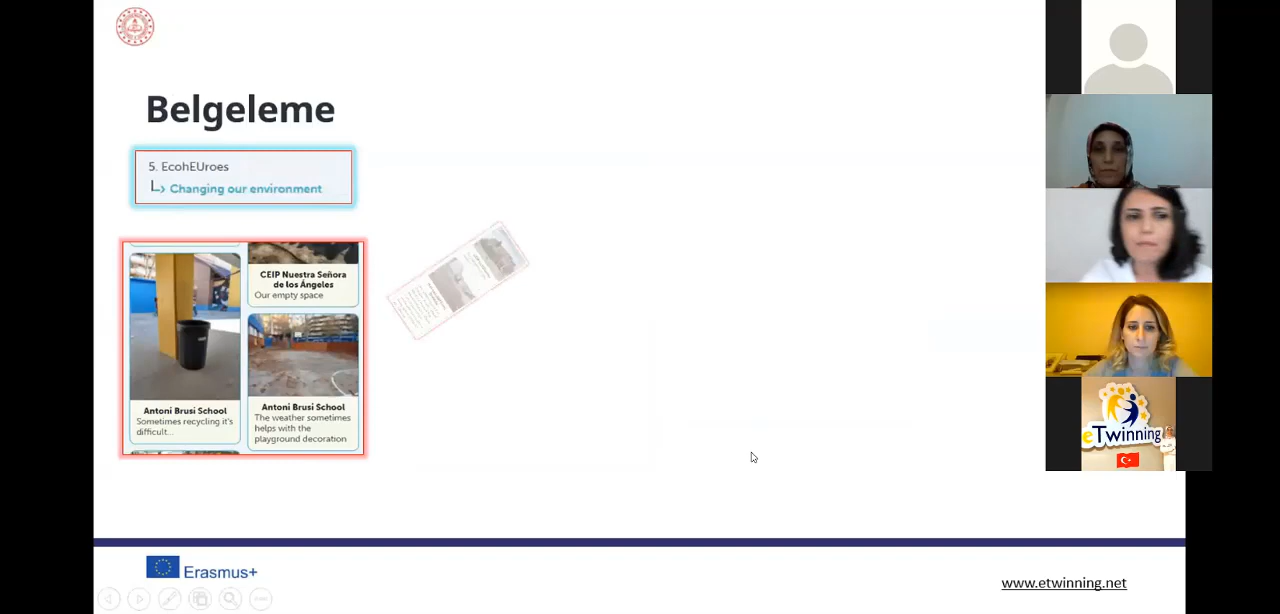 Belgeleme
5. EcohEUroes
Changing our environment
CEIP Nuestra Señora
de los Ángeles
Our empty space
Antoni Brusi School
Sometimes recycling it's
difficult...
Antoni Brusi School
The weather sometimes
helps with the
playground decoration
eTwinning
Erasmus+
www.etwinning.net